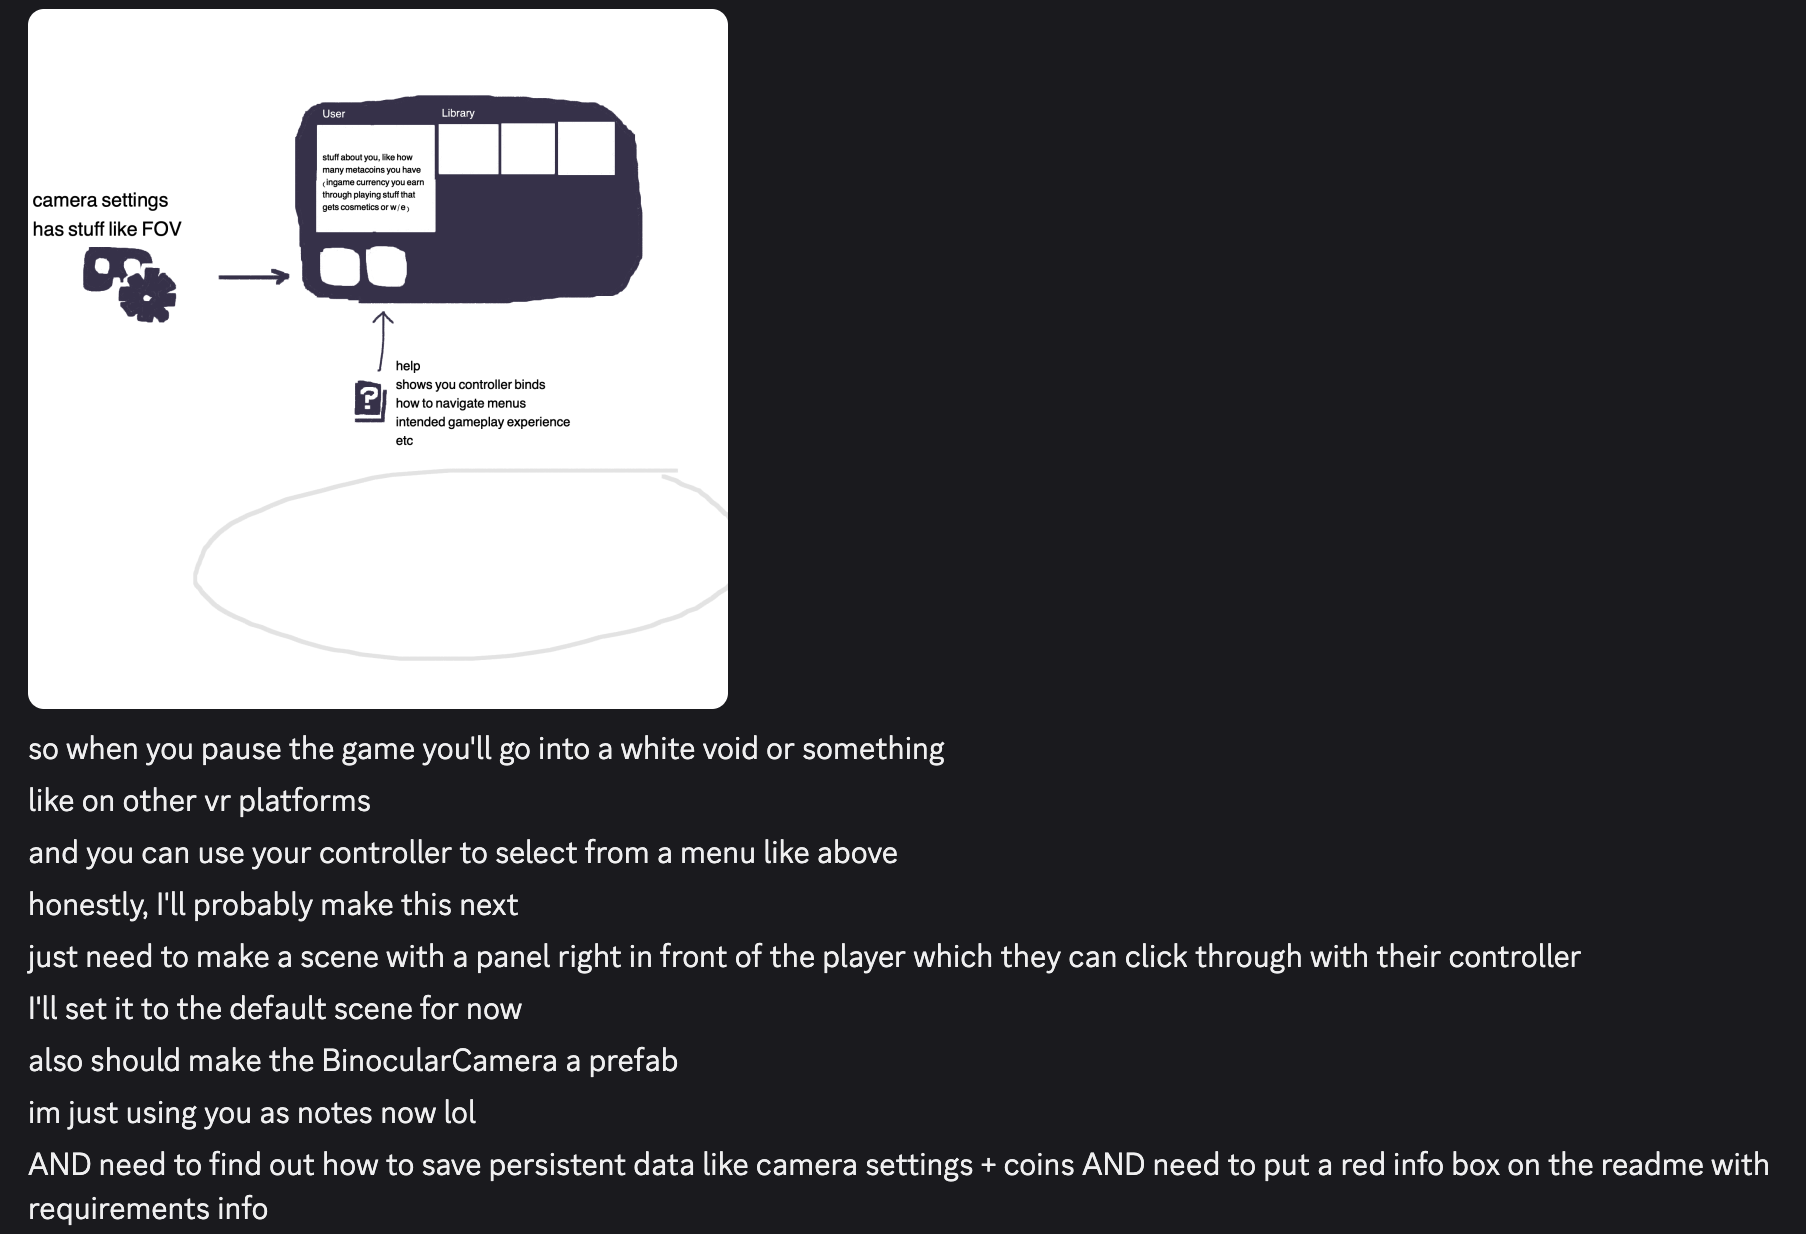 User
Library
stuff about you, like how
many metacoins you have
(ingame currency you earn
through playing stuff that
gets cosmetics or w/e)
camera settings
has stuff like FOV
?
help
shows you controller binds
how to navigate menus
intended gameplay experience
etc
so when you pause the game you'll go into a white void or something
like on other vr platforms
and you can use your controller to select from a menu like above
honestly, I'll probably make this next
just need to make a scene with a panel right in front of the player which they can click through with their controller
I'll set it to the default scene for now
also should make the BinocularCamera a prefab
im just using you as notes now lol
AND need to find out how to save persistent data like camera settings + coins AND need to put a red info box on the readme with
requirements info